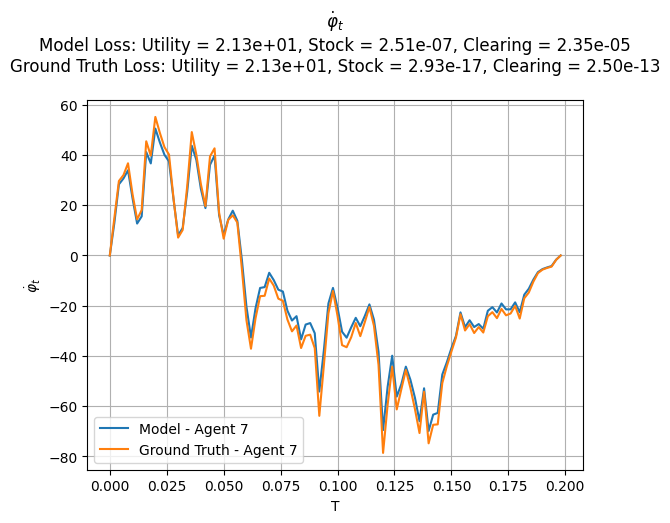 φ̇ₜ
Model Loss: Utility = 2.13e+01, Stock = 2.51e-07, Clearing = 2.35e-05
Ground Truth Loss: Utility = 2.13e+01, Stock = 2.93e-17, Clearing = 2.50e-13
60
40
20
0
−20
−40
−60
−80
φ̇ₜ
Model - Agent 7
Ground Truth - Agent 7
0.000 0.025 0.050 0.075 0.100 0.125 0.150 0.175 0.200
T